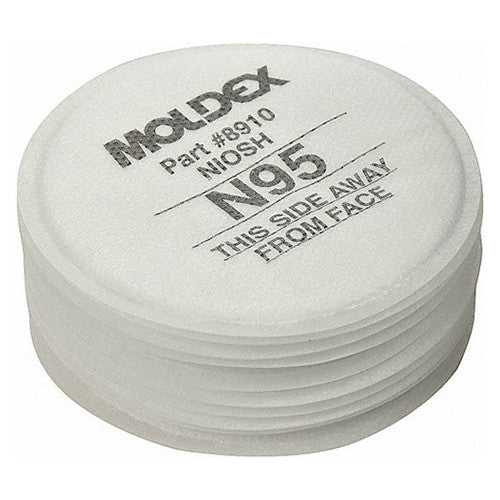 MOLDEX
Part #8910
NIOSH
N95
THIS SIDE AWAY
FROM FACE